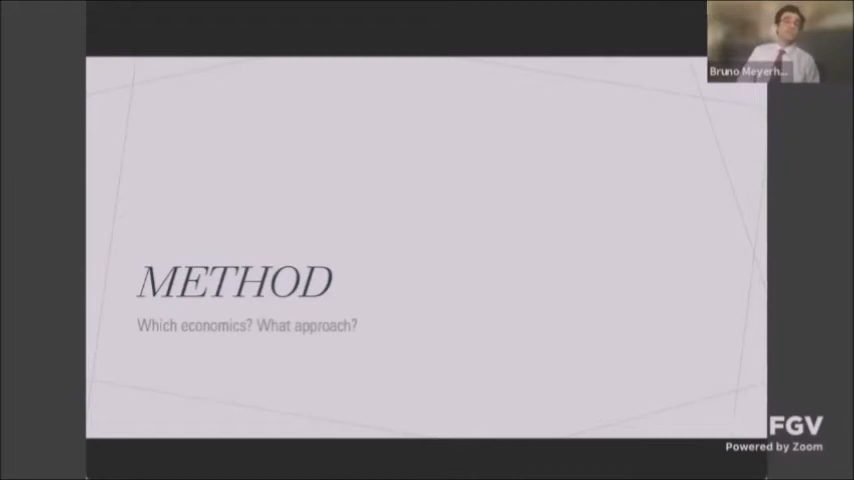 Bruno Meyerh...
METHOD
Which economics? What approach?
FGV
Powered by Zoom